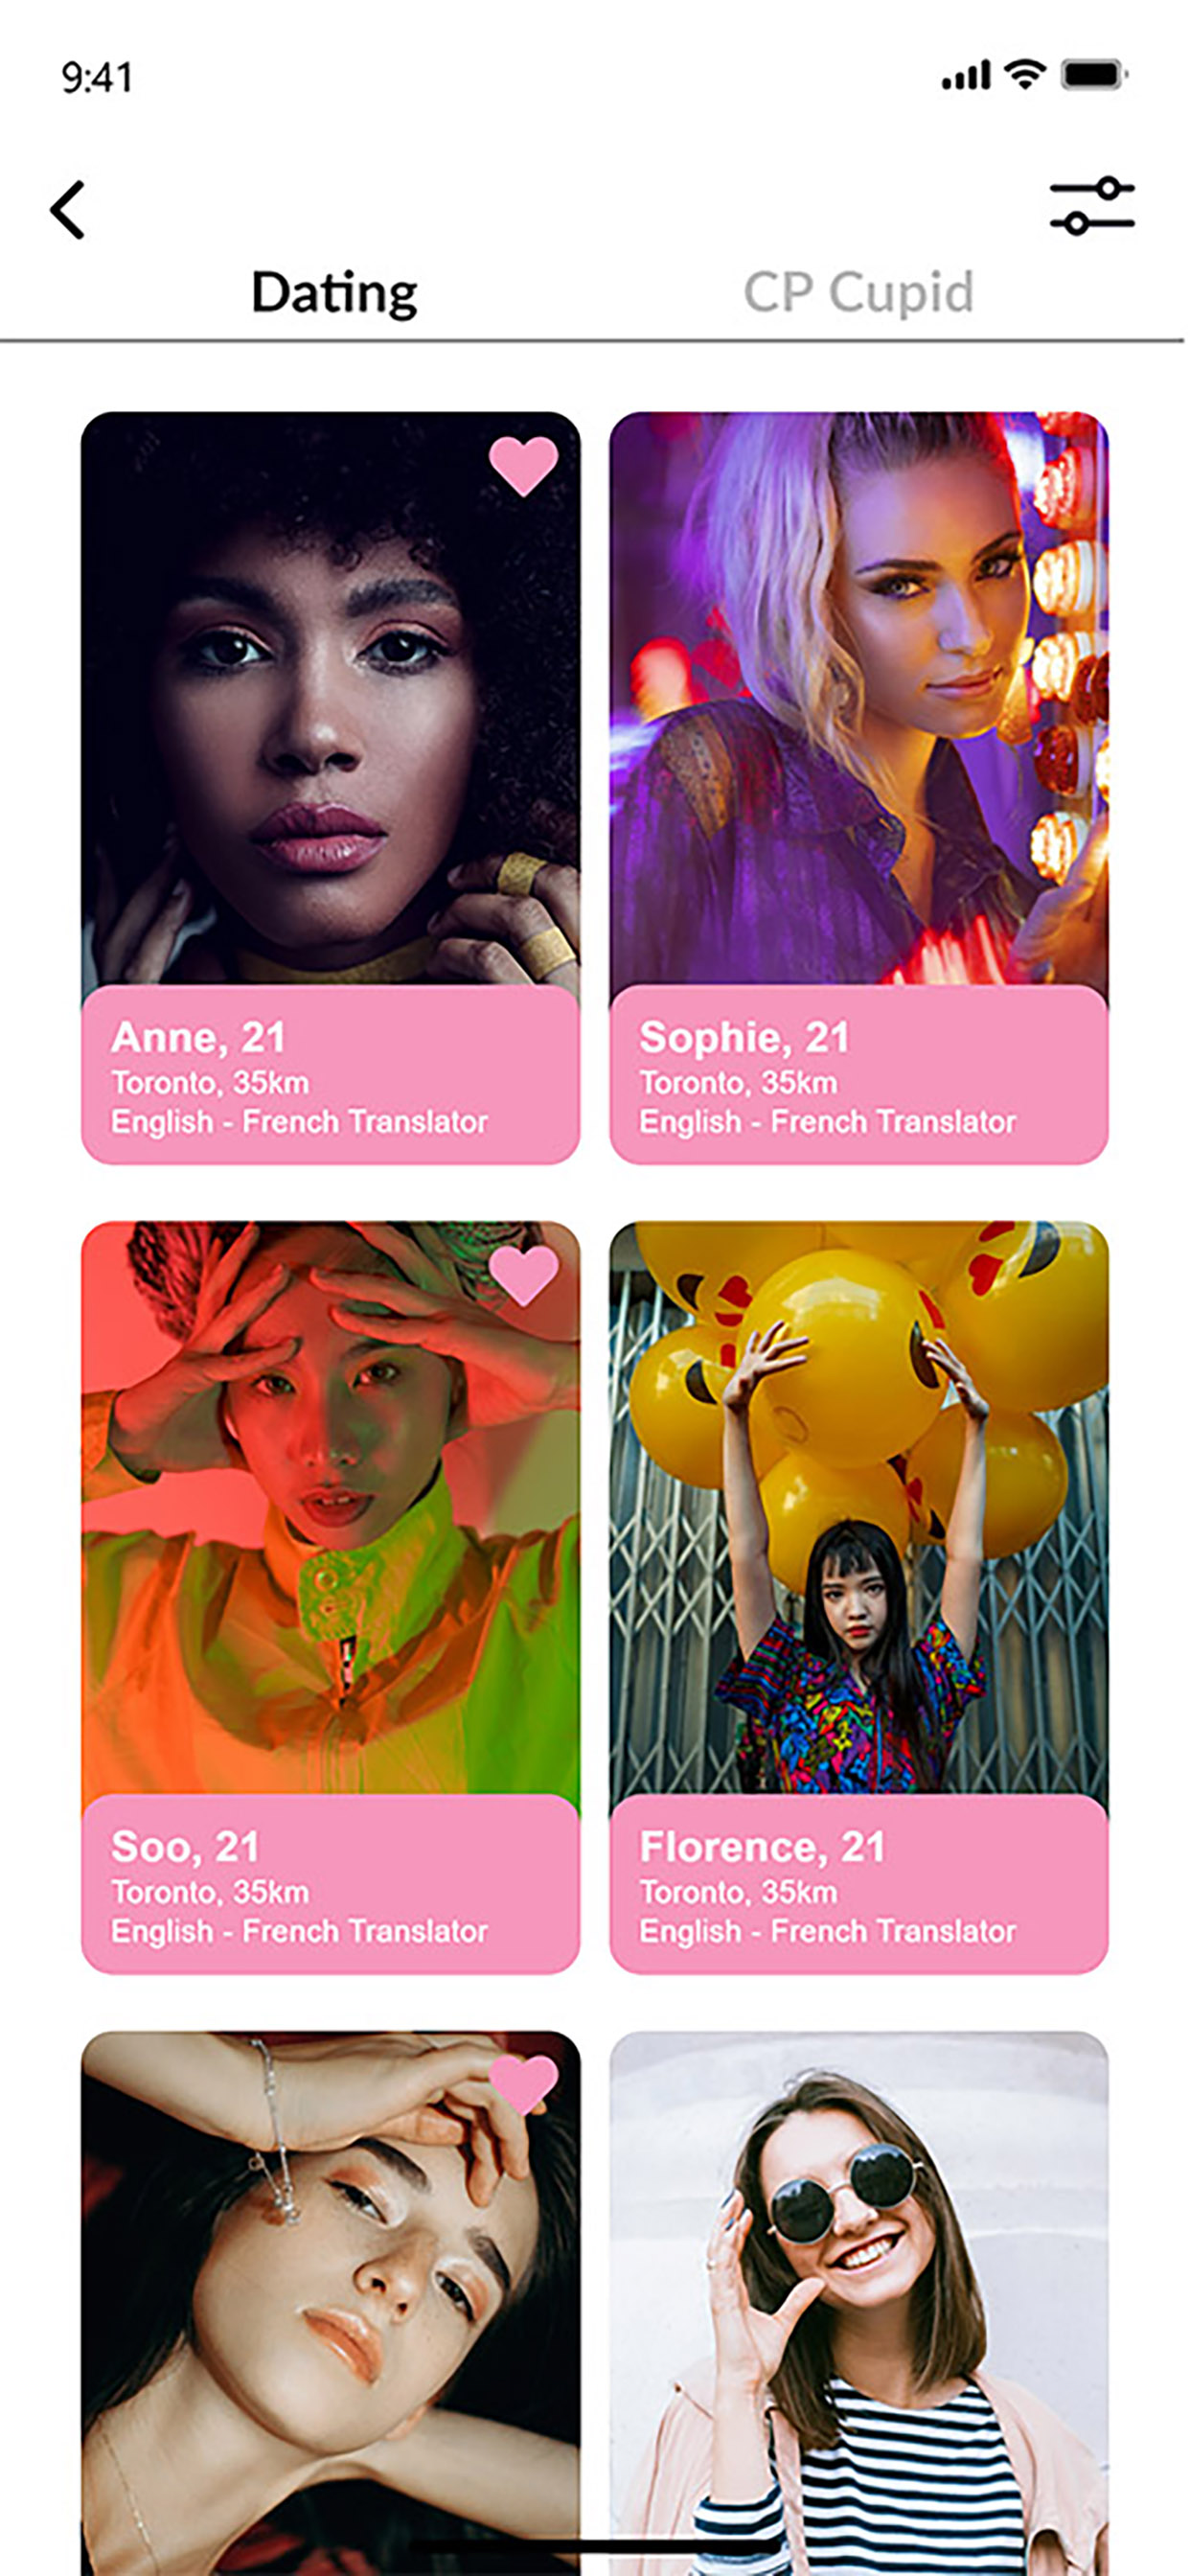 9:41
Dating
CP Cupid
Anne, 21
Toronto, 35km
English - French Translator
Sophie, 21
Toronto, 35km
English - French Translator
Soo, 21
Toronto, 35km
English - French Translator
Florence, 21
Toronto, 35km
English - French Translator